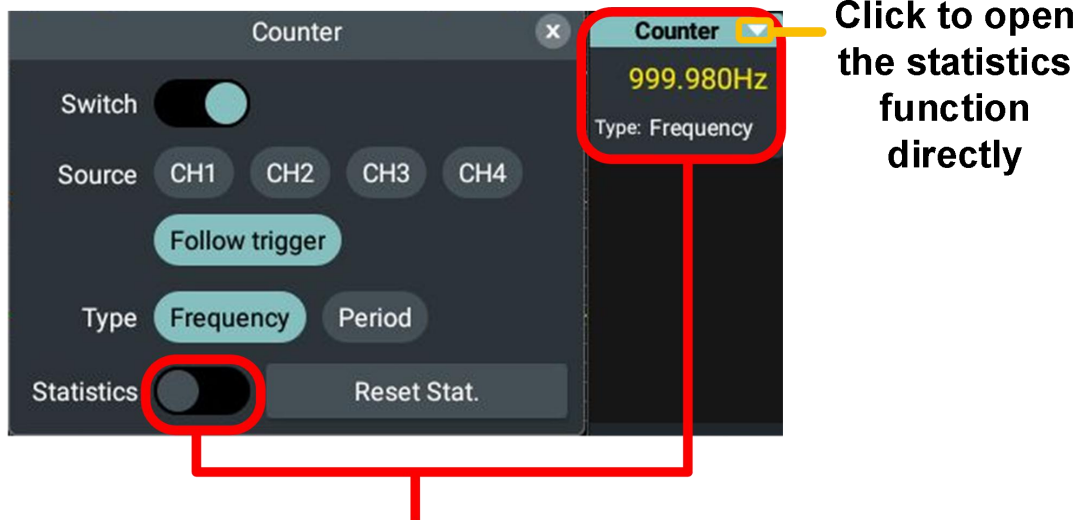 Counter
Switch
Source CH1 CH2 CH3 CH4
Follow trigger
Type Frequency Period
Statistics Reset Stat.
Counter
999.980Hz
Type: Frequency
Click to open
the statistics
function
directly